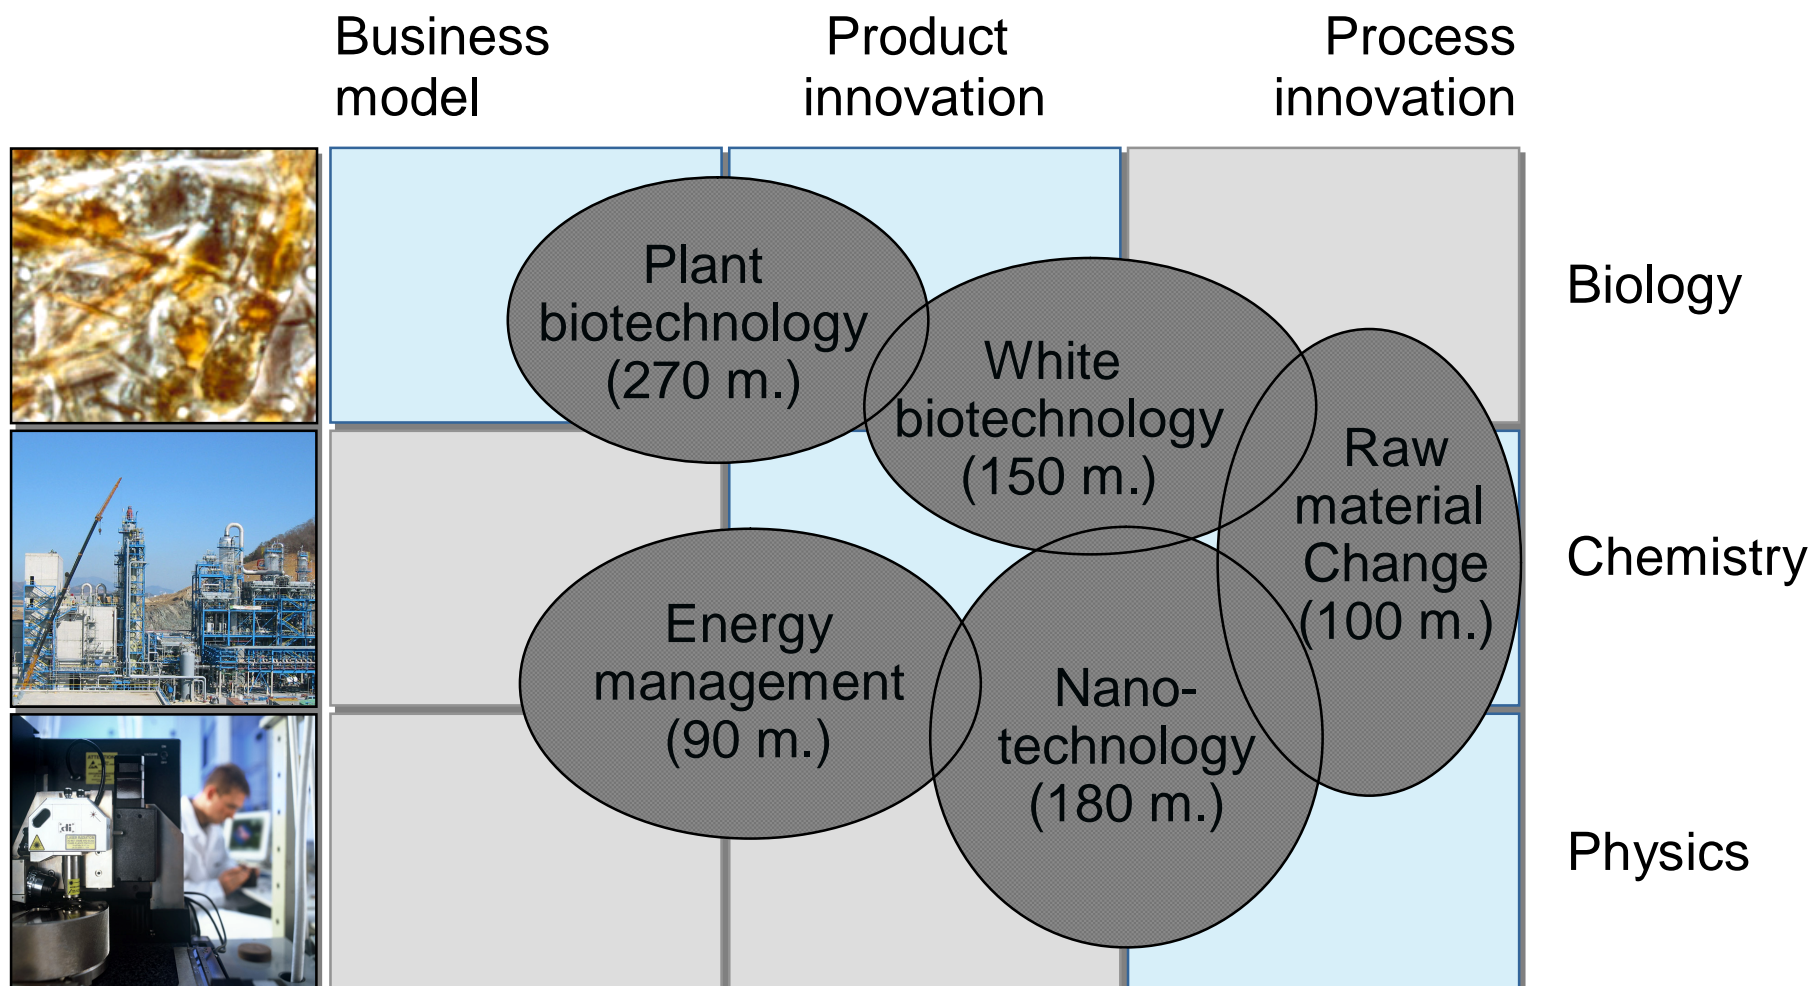 Business
model
Product
innovation
Process
innovation
Plant
biotechnology
(270 m.)
White
biotechnology
(150 m.)
Raw
material
Change
(100 m.)
Energy
management
(90 m.)
Nano-
technology
(180 m.)
Biology
Chemistry
Physics
di